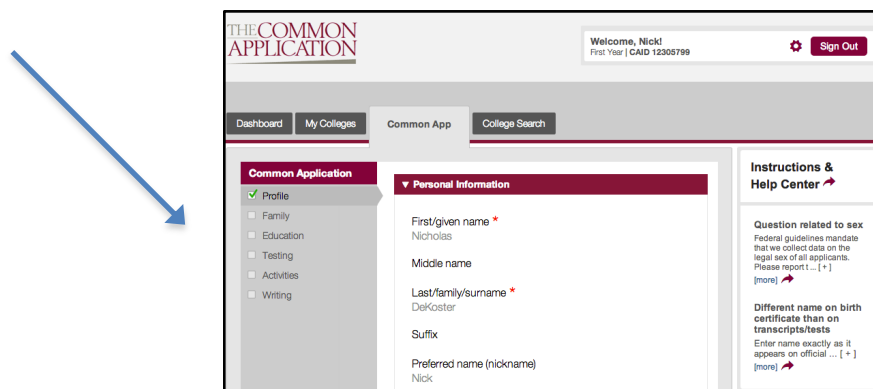 THE COMMON
APPLICATION
Welcome, Nick!
First Year | CAID 12305799
Sign Out
Dashboard
My Colleges
Common App
College Search
Common Application
Profile
Family
Education
Testing
Activities
Writing
▼ Personal Information
First/given name *
Nicholas
Middle name
Last/family/surname *
DeKoster
Suffix
Preferred name (nickname)
Nick
Instructions &
Help Center
Question related to sex
Federal guidelines mandate
that we collect data on the
legal sex of all applicants.
Please report t ... [ + ]
[more]
Different name on birth
certificate than on
transcripts/tests
Enter name exactly as it
appears on official ... [ + ]
[more]